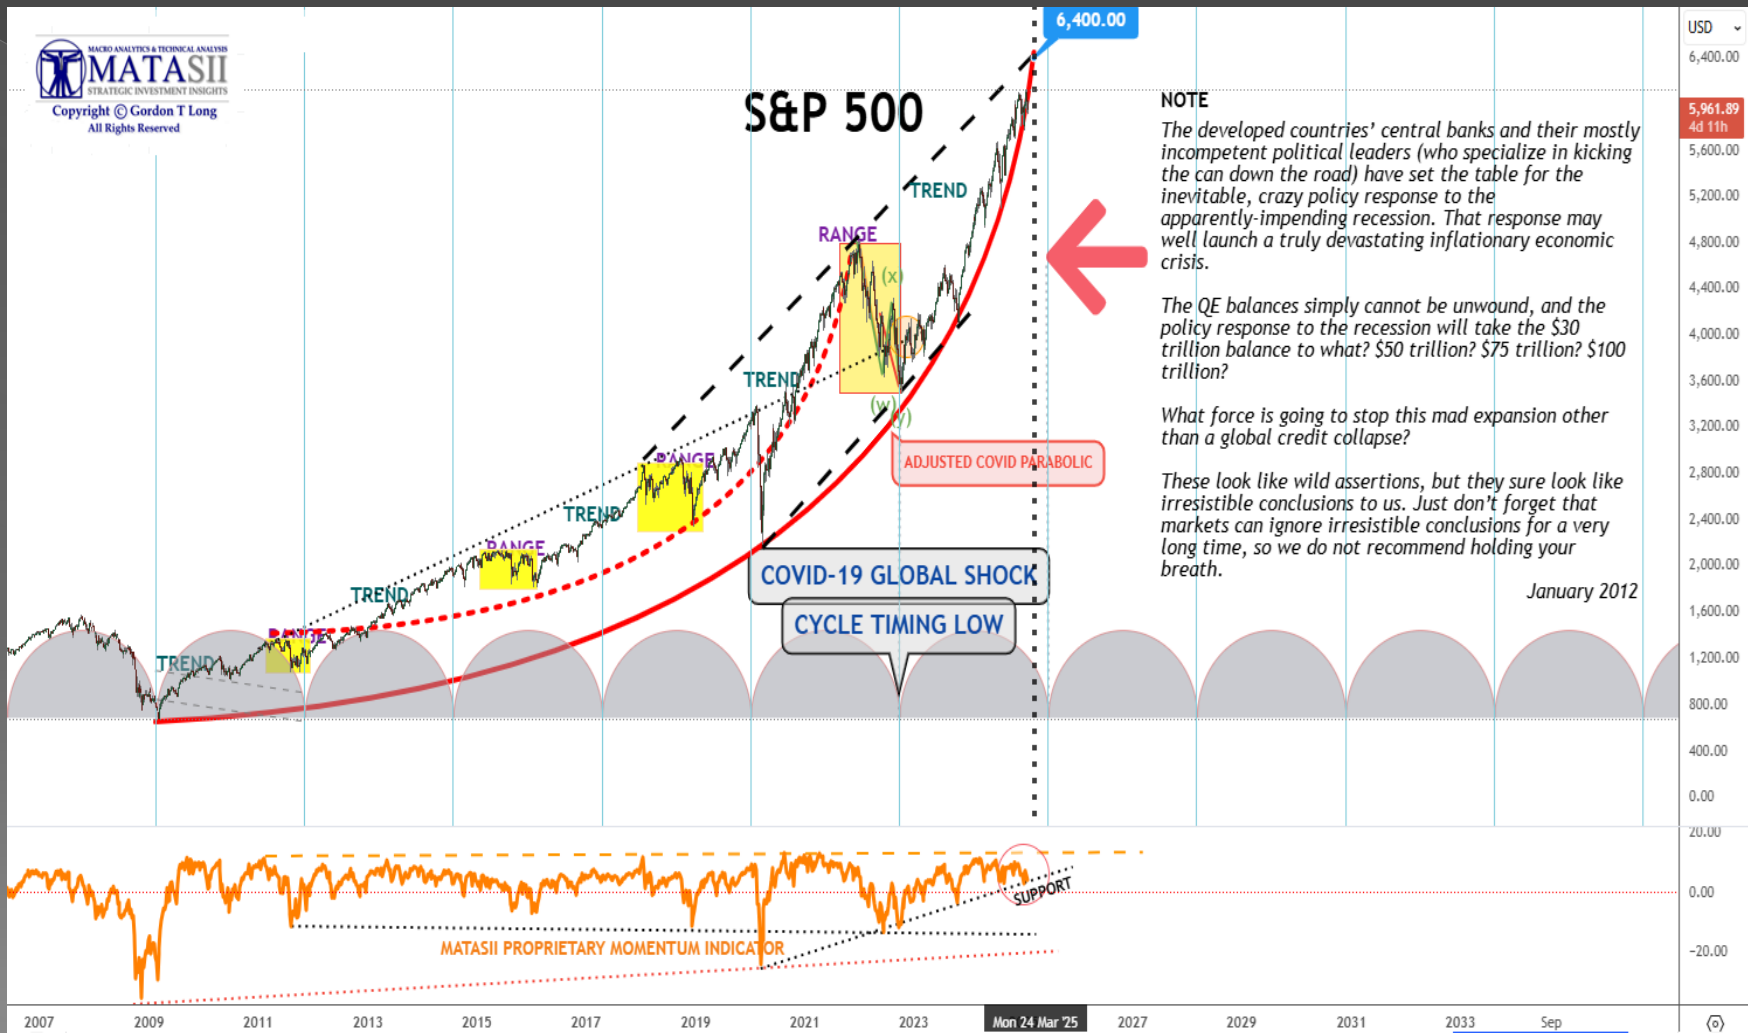 MACRO ANALYTICS & TECHNICAL ANALYSIS
MATASII
STRATEGIC INVESTMENT INSIGHTS
Copyright © Gordon T Long
All Rights Reserved
6,400.00
S&P 500
USD
6,400.00
5,961.89
4d 11h
5,600.00
5,200.00
4,800.00
4,400.00
4,000.00
3,600.00
3,200.00
2,800.00
2,400.00
2,000.00
1,600.00
1,200.00
800.00
400.00
0.00
NOTE
The developed countries’ central banks and their mostly
incompetent political leaders (who specialize in kicking
the can down the road) have set the table for the
inevitable, crazy policy response to the
apparently-impending recession. That response may
well launch a truly devastating inflationary economic
crisis.
The QE balances simply cannot be unwound, and the
policy response to the recession will take the $30
trillion balance to what? $50 trillion? $75 trillion? $100
trillion?
What force is going to stop this mad expansion other
than a global credit collapse?
These look like wild assertions, but they sure look like
irresistible conclusions to us. Just don’t forget that
markets can ignore irresistible conclusions for a very
long time, so we do not recommend holding your
breath.
January 2012
TREND
RANGE
(x)
TREND
(w)
(y)
ADJUSTED COVID PARABOLIC
RANGE
TREND
RANGE
TREND
RANGE
TREND
COVID-19 GLOBAL SHOCK
CYCLE TIMING LOW
20.00
0.00
-20.00
SUPPORT
MATASII PROPRIETARY MOMENTUM INDICATOR
2007
2009
2011
2013
2015
2017
2019
2021
2023
Mon 24 Mar '25
2027
2029
2031
2033
Sep